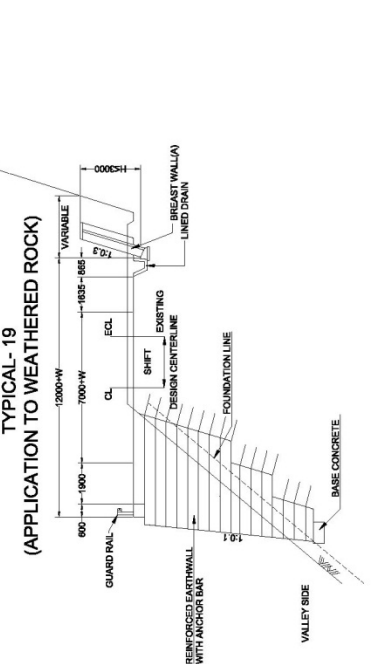 TYPICAL- 19
(APPLICATION TO WEATHERED ROCK)
12000+W
VARIABLE
600
1900
7000+W
1635
865
H≤3000
1:0.3
GUARD RAIL
CL
ECL
SHIFT
EXISTING
DESIGN CENTERLINE
BREAST WALL(A)
LINED DRAIN
FOUNDATION LINE
REINFORCED EARTHWALL
WITH ANCHOR BAR
1:0.1
VALLEY SIDE
BASE CONCRETE